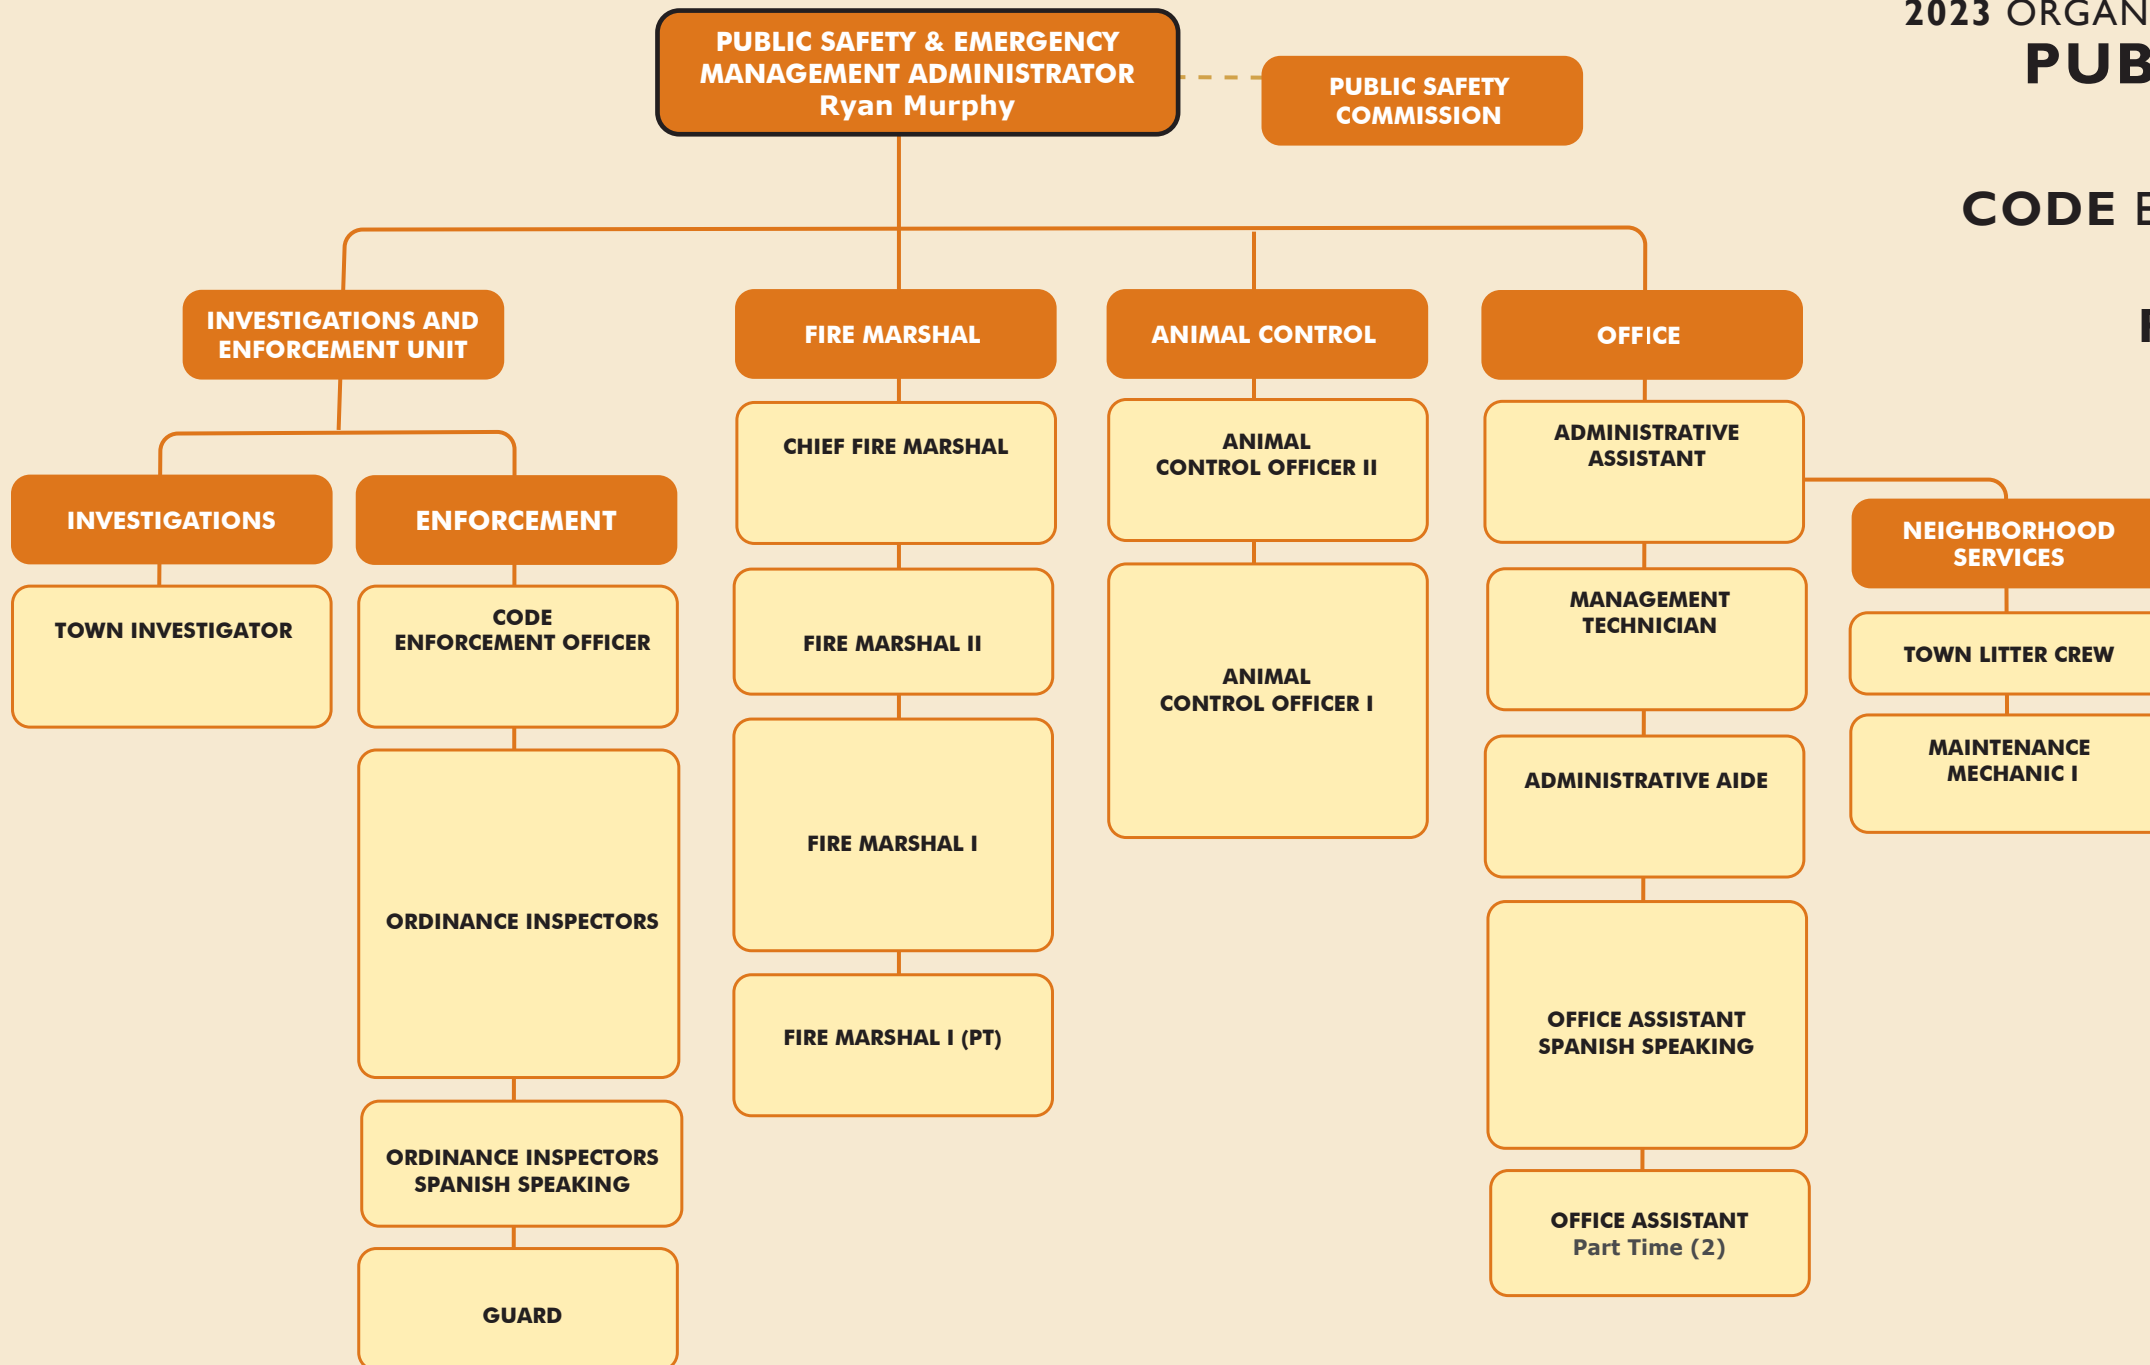 2023 ORGAN
PUB
CODE E
PUBLIC SAFETY & EMERGENCY
MANAGEMENT ADMINISTRATOR
Ryan Murphy
PUBLIC SAFETY
COMMISSION
INVESTIGATIONS AND
ENFORCEMENT UNIT
INVESTIGATIONS
TOWN INVESTIGATOR
ENFORCEMENT
CODE
ENFORCEMENT OFFICER
ORDINANCE INSPECTORS
ORDINANCE INSPECTORS
SPANISH SPEAKING
GUARD
FIRE MARSHAL
CHIEF FIRE MARSHAL
FIRE MARSHAL II
FIRE MARSHAL I
FIRE MARSHAL I (PT)
ANIMAL CONTROL
ANIMAL
CONTROL OFFICER II
ANIMAL
CONTROL OFFICER I
OFFICE
ADMINISTRATIVE
ASSISTANT
MANAGEMENT
TECHNICIAN
ADMINISTRATIVE AIDE
OFFICE ASSISTANT
SPANISH SPEAKING
OFFICE ASSISTANT
Part Time (2)
NEIGHBORHOOD
SERVICES
TOWN LITTER CREW
MAINTENANCE
MECHANIC I